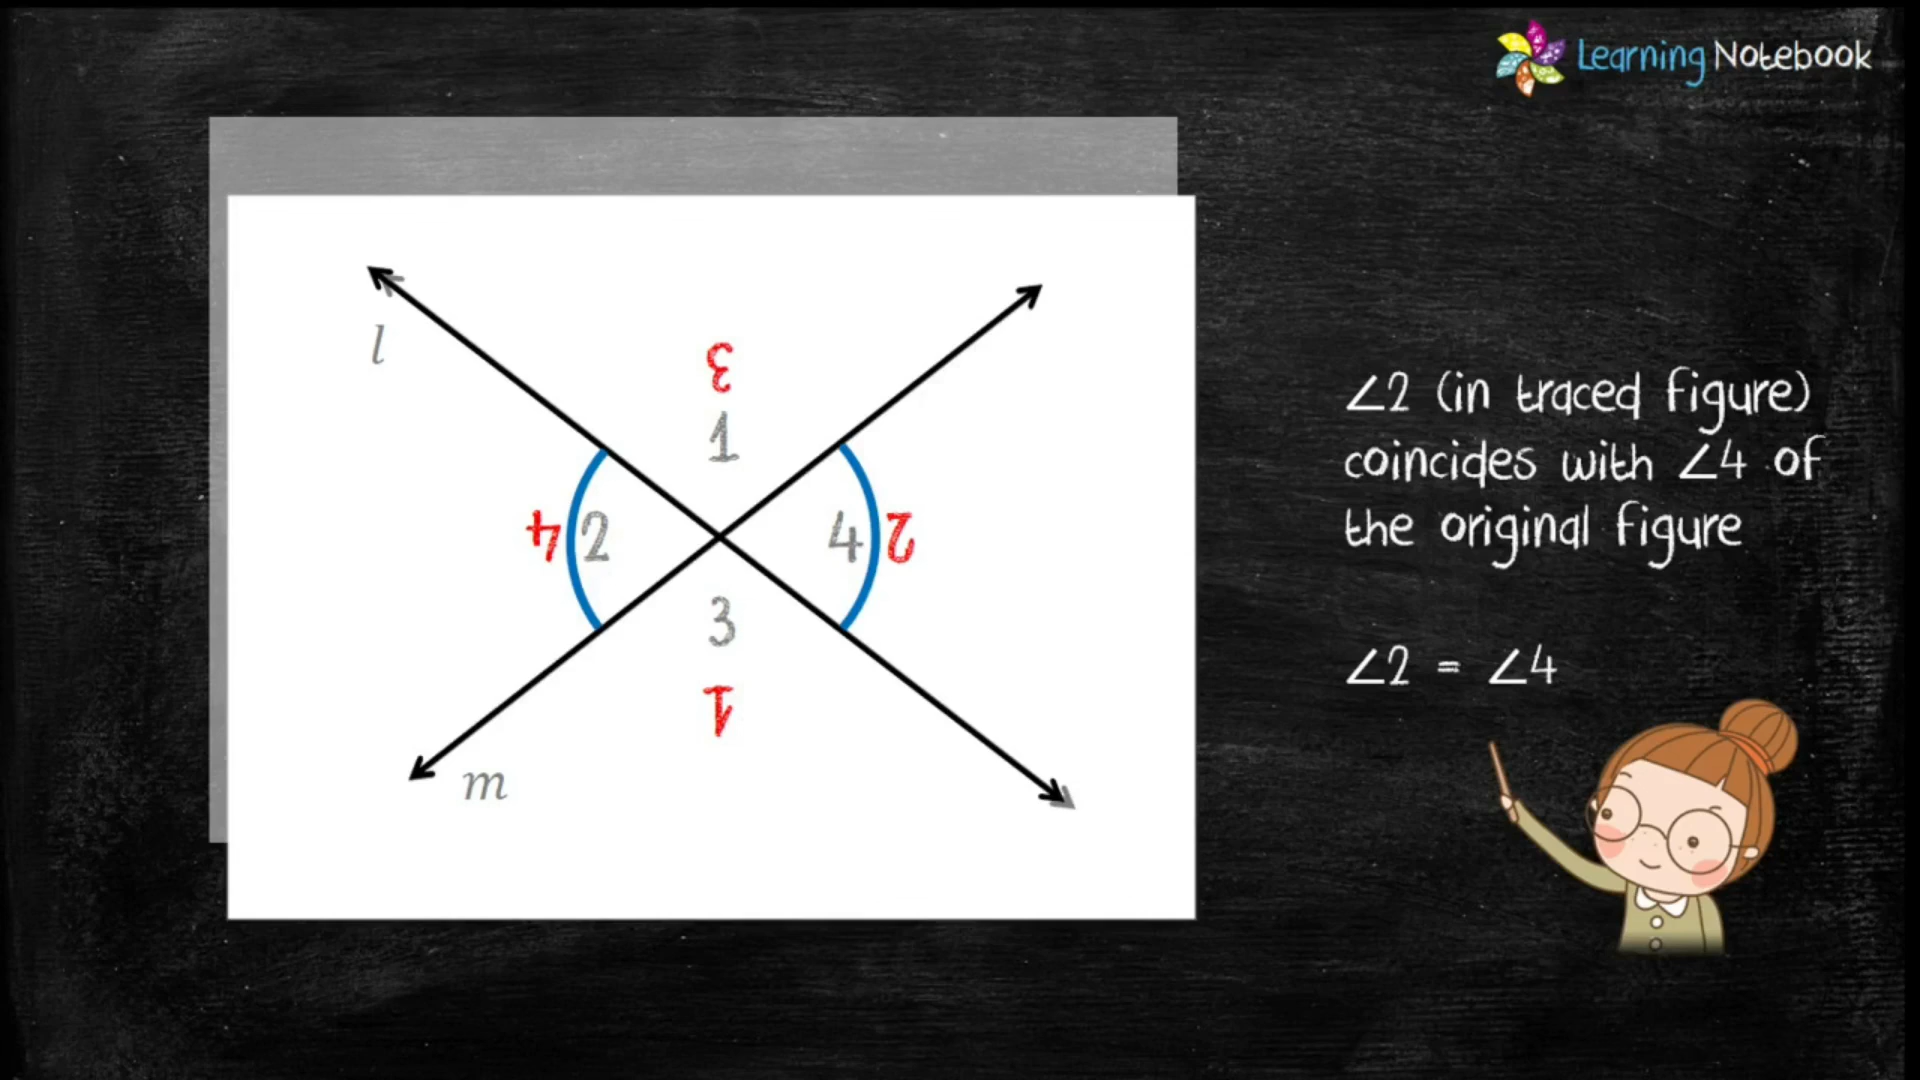 Learning Notebook
l
3
1
4 2 4 2
3
1
m
∠2 (in traced figure)
coincides with ∠4 of
the original figure
∠2 = ∠4